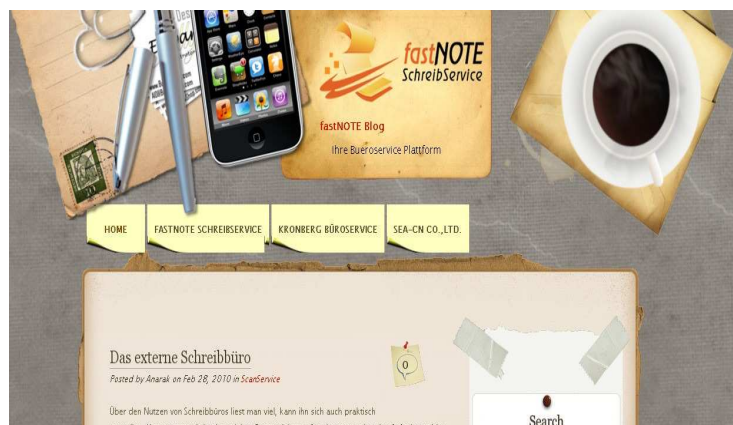 fastNOTE
SchreibService
fastNOTE Blog
Ihre Bueroservice Plattform
HOME
FASTNOTE SCHREIBSERVICE
KRONBERG BÜROSERVICE
SEA-CN CO.,LTD.
Das externe Schreibbüro
0
Posted by Anarak on Feb 28, 2010 in ScanService
Über den Nutzen von Schreibbüros liest man viel, kann ihn sich auch praktisch
Search